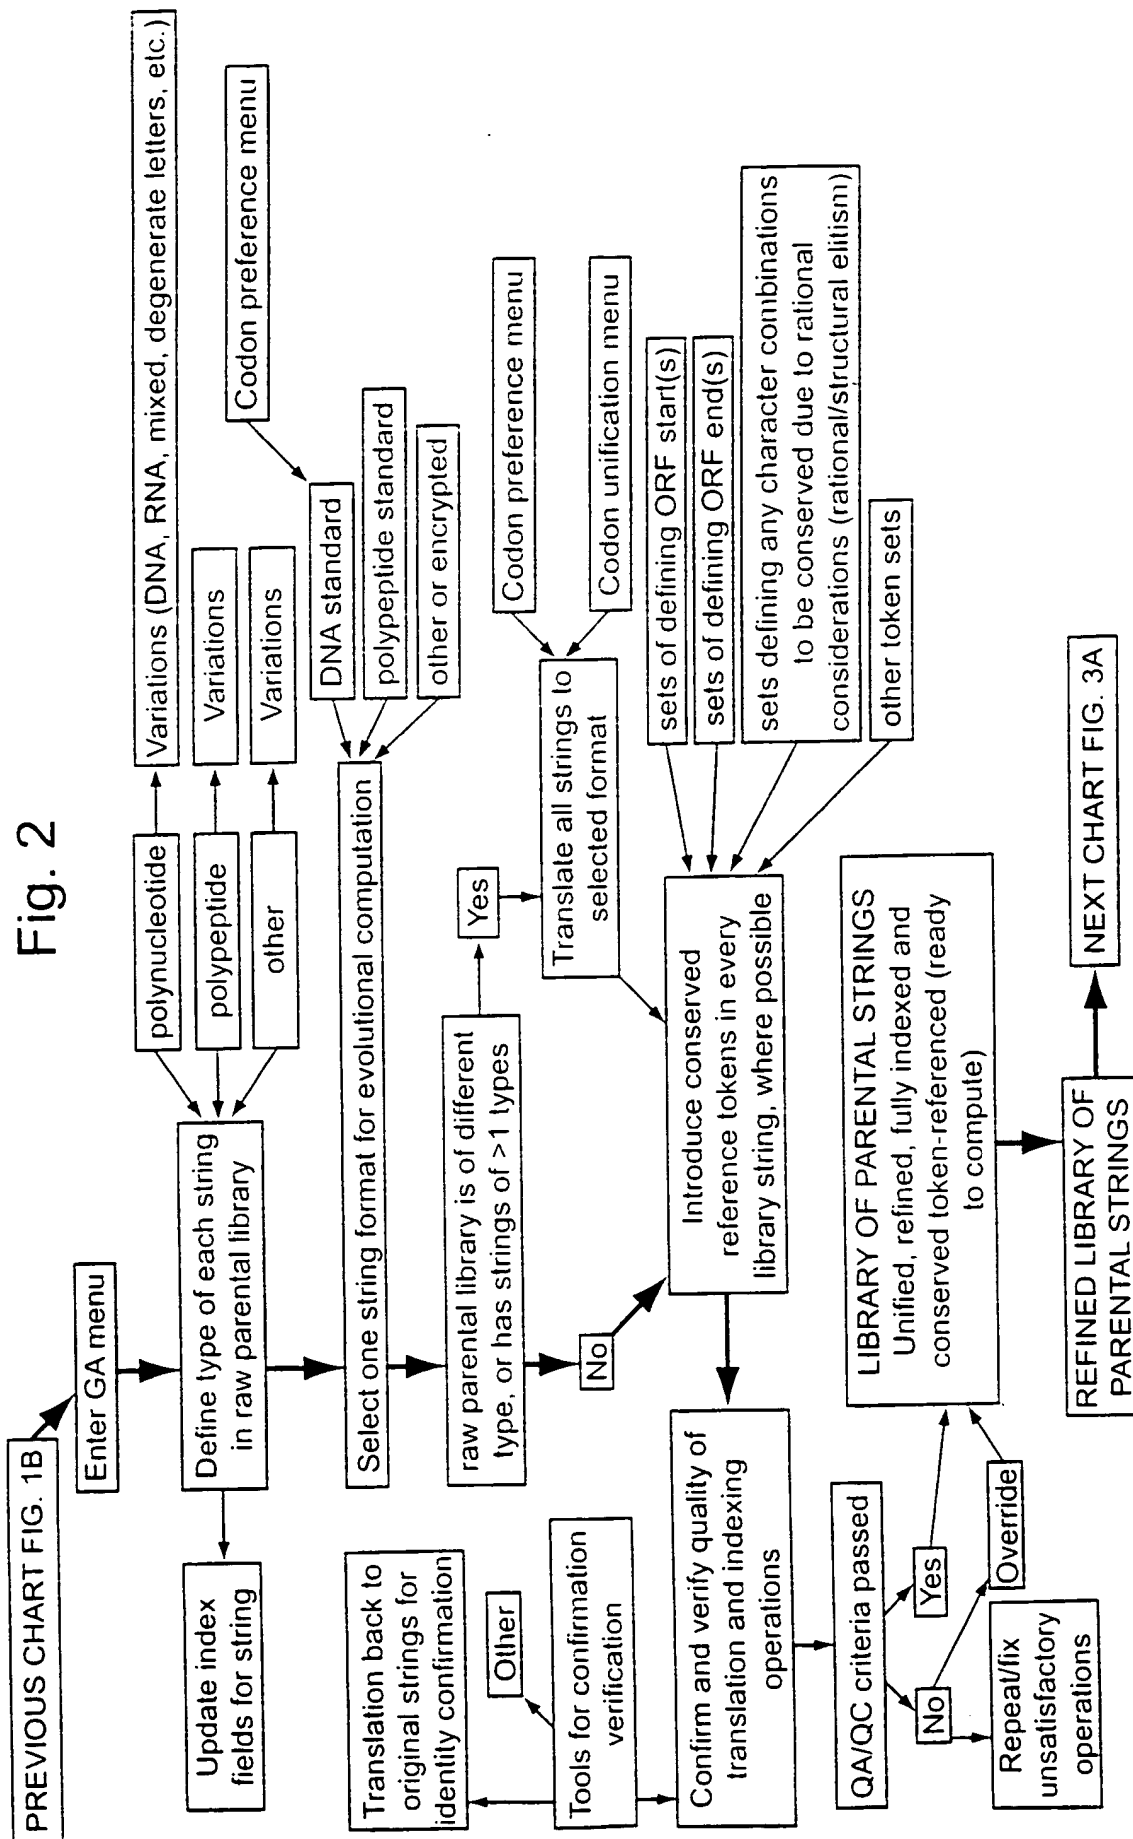 Fig. 2
PREVIOUS CHART FIG. 1B
Enter GA menu
Define type of each string
in raw parental library
Update index
fields for string
polynucleotide
polypeptide
other
Variations (DNA, RNA, mixed, degenerate letters, etc.)
Variations
Variations
Codon preference menu
Select one string format for evolutional computation
DNA standard
polypeptide standard
other or encrypted
raw parental library is of different
type, or has strings of >1 types
Yes
No
Translate all strings to
selected format
Codon preference menu
Codon unification menu
Introduce conserved
reference tokens in every
library string, where possible
sets of defining ORF start(s)
sets of defining ORF end(s)
sets defining any character combinations
to be conserved due to rational
considerations (rational/structural elitism)
other token sets
Translation back to
original strings for
identity confirmation
Other
Tools for confirmation
verification
Confirm and verify quality of
translation and indexing
operations
QA/QC criteria passed
Yes
No
Override
Repeat/fix
unsatisfactory
operations
LIBRARY OF PARENTAL STRINGS
Unified, refined, fully indexed and
conserved token-referenced (ready
to compute)
REFINED LIBRARY OF
PARENTAL STRINGS
NEXT CHART FIG. 3A